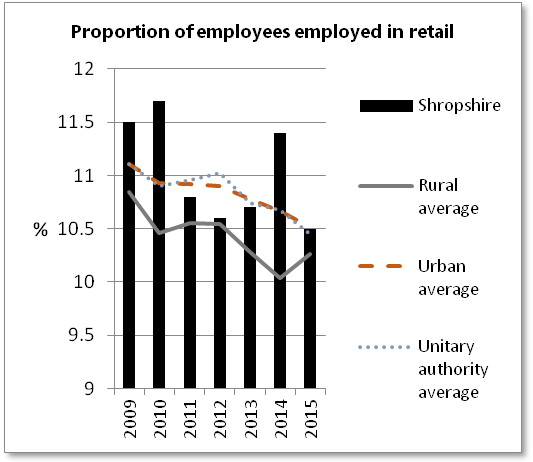 Proportion of employees employed in retail
12
11.5
11
10.5
10
9.5
9
%
2009
2010
2011
2012
2013
2014
2015
Shropshire
Rural
average
Urban
average
Unitary
authority
average